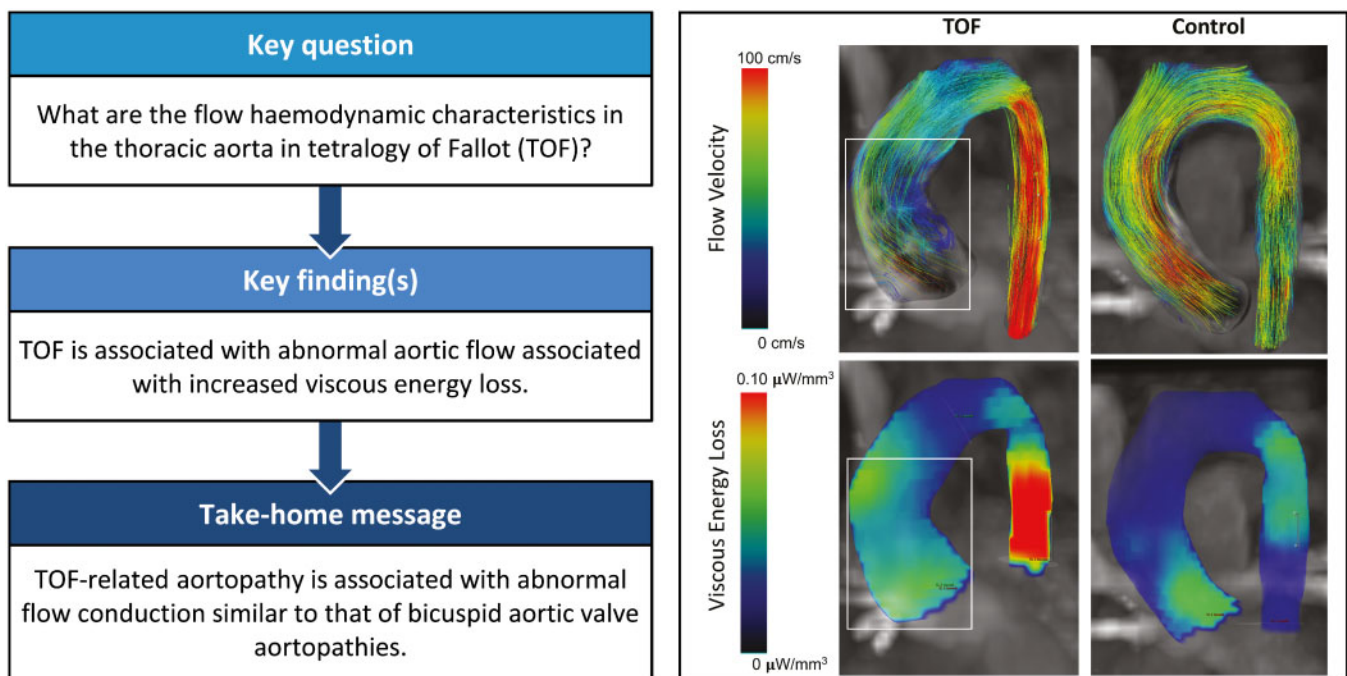 Key question
What are the flow haemodynamic characteristics in
the thoracic aorta in tetralogy of Fallot (TOF)?
Key finding(s)
TOF is associated with abnormal aortic flow associated
with increased viscous energy loss.
Take-home message
TOF-related aortopathy is associated with abnormal
flow conduction similar to that of bicuspid aortic valve
aortopathies.
TOF
Control
100 cm/s
Flow Velocity
0 cm/s
0.10 µW/mm³
Viscous Energy Loss
0 µW/mm³